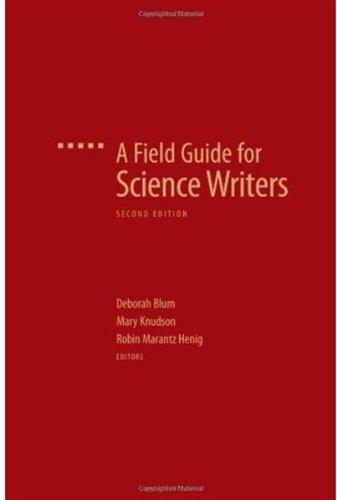 A Field Guide for
Science Writers
SECOND EDITION
Deborah Blum
Mary Knudson
Robin Marantz Henig
EDITORS